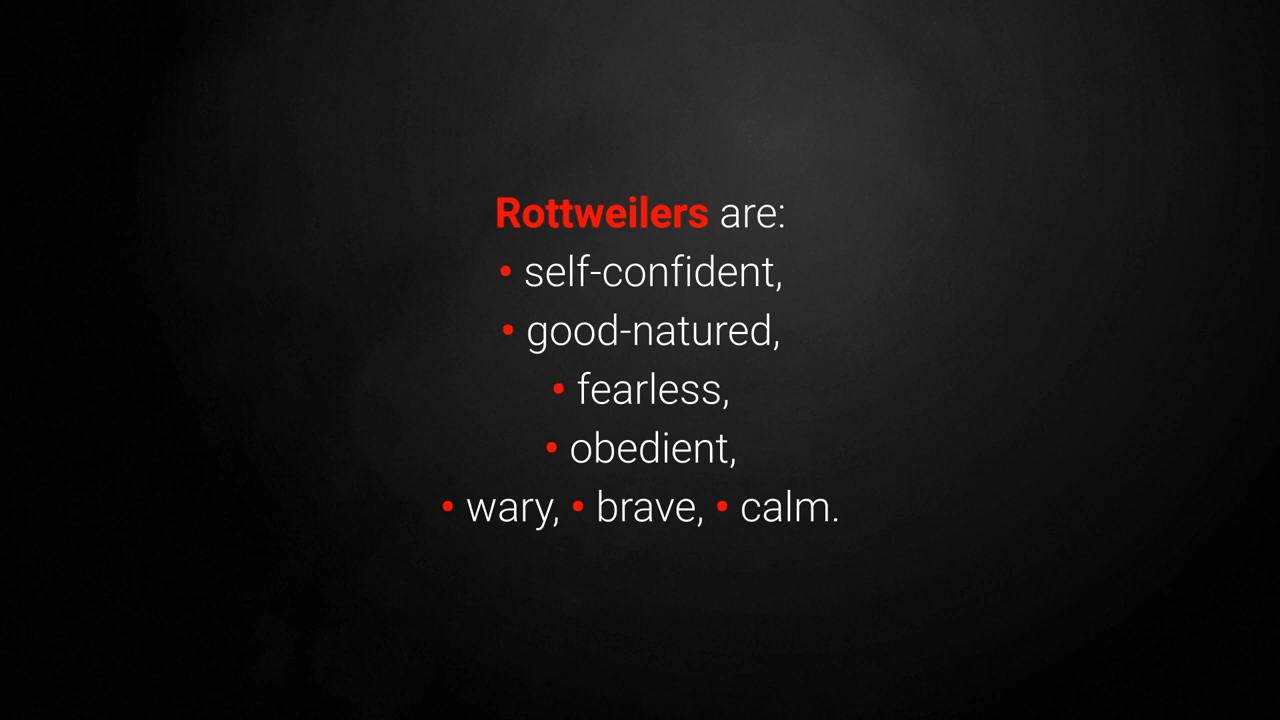 Rottweilers are:
• self-confident,
• good-natured,
• fearless,
• obedient,
• wary, • brave, • calm.